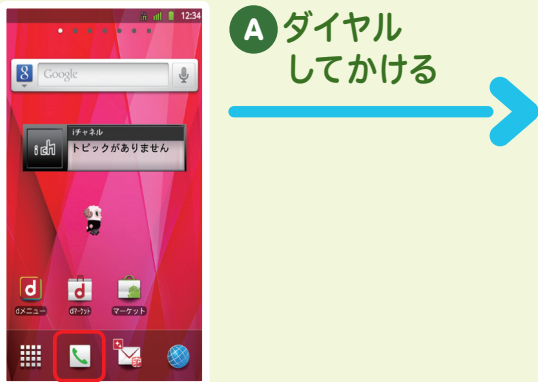 12:34
Google
iチャネル
トピックがありません
dメニュー
dマーケット
マーケット
A ダイヤル
してかける